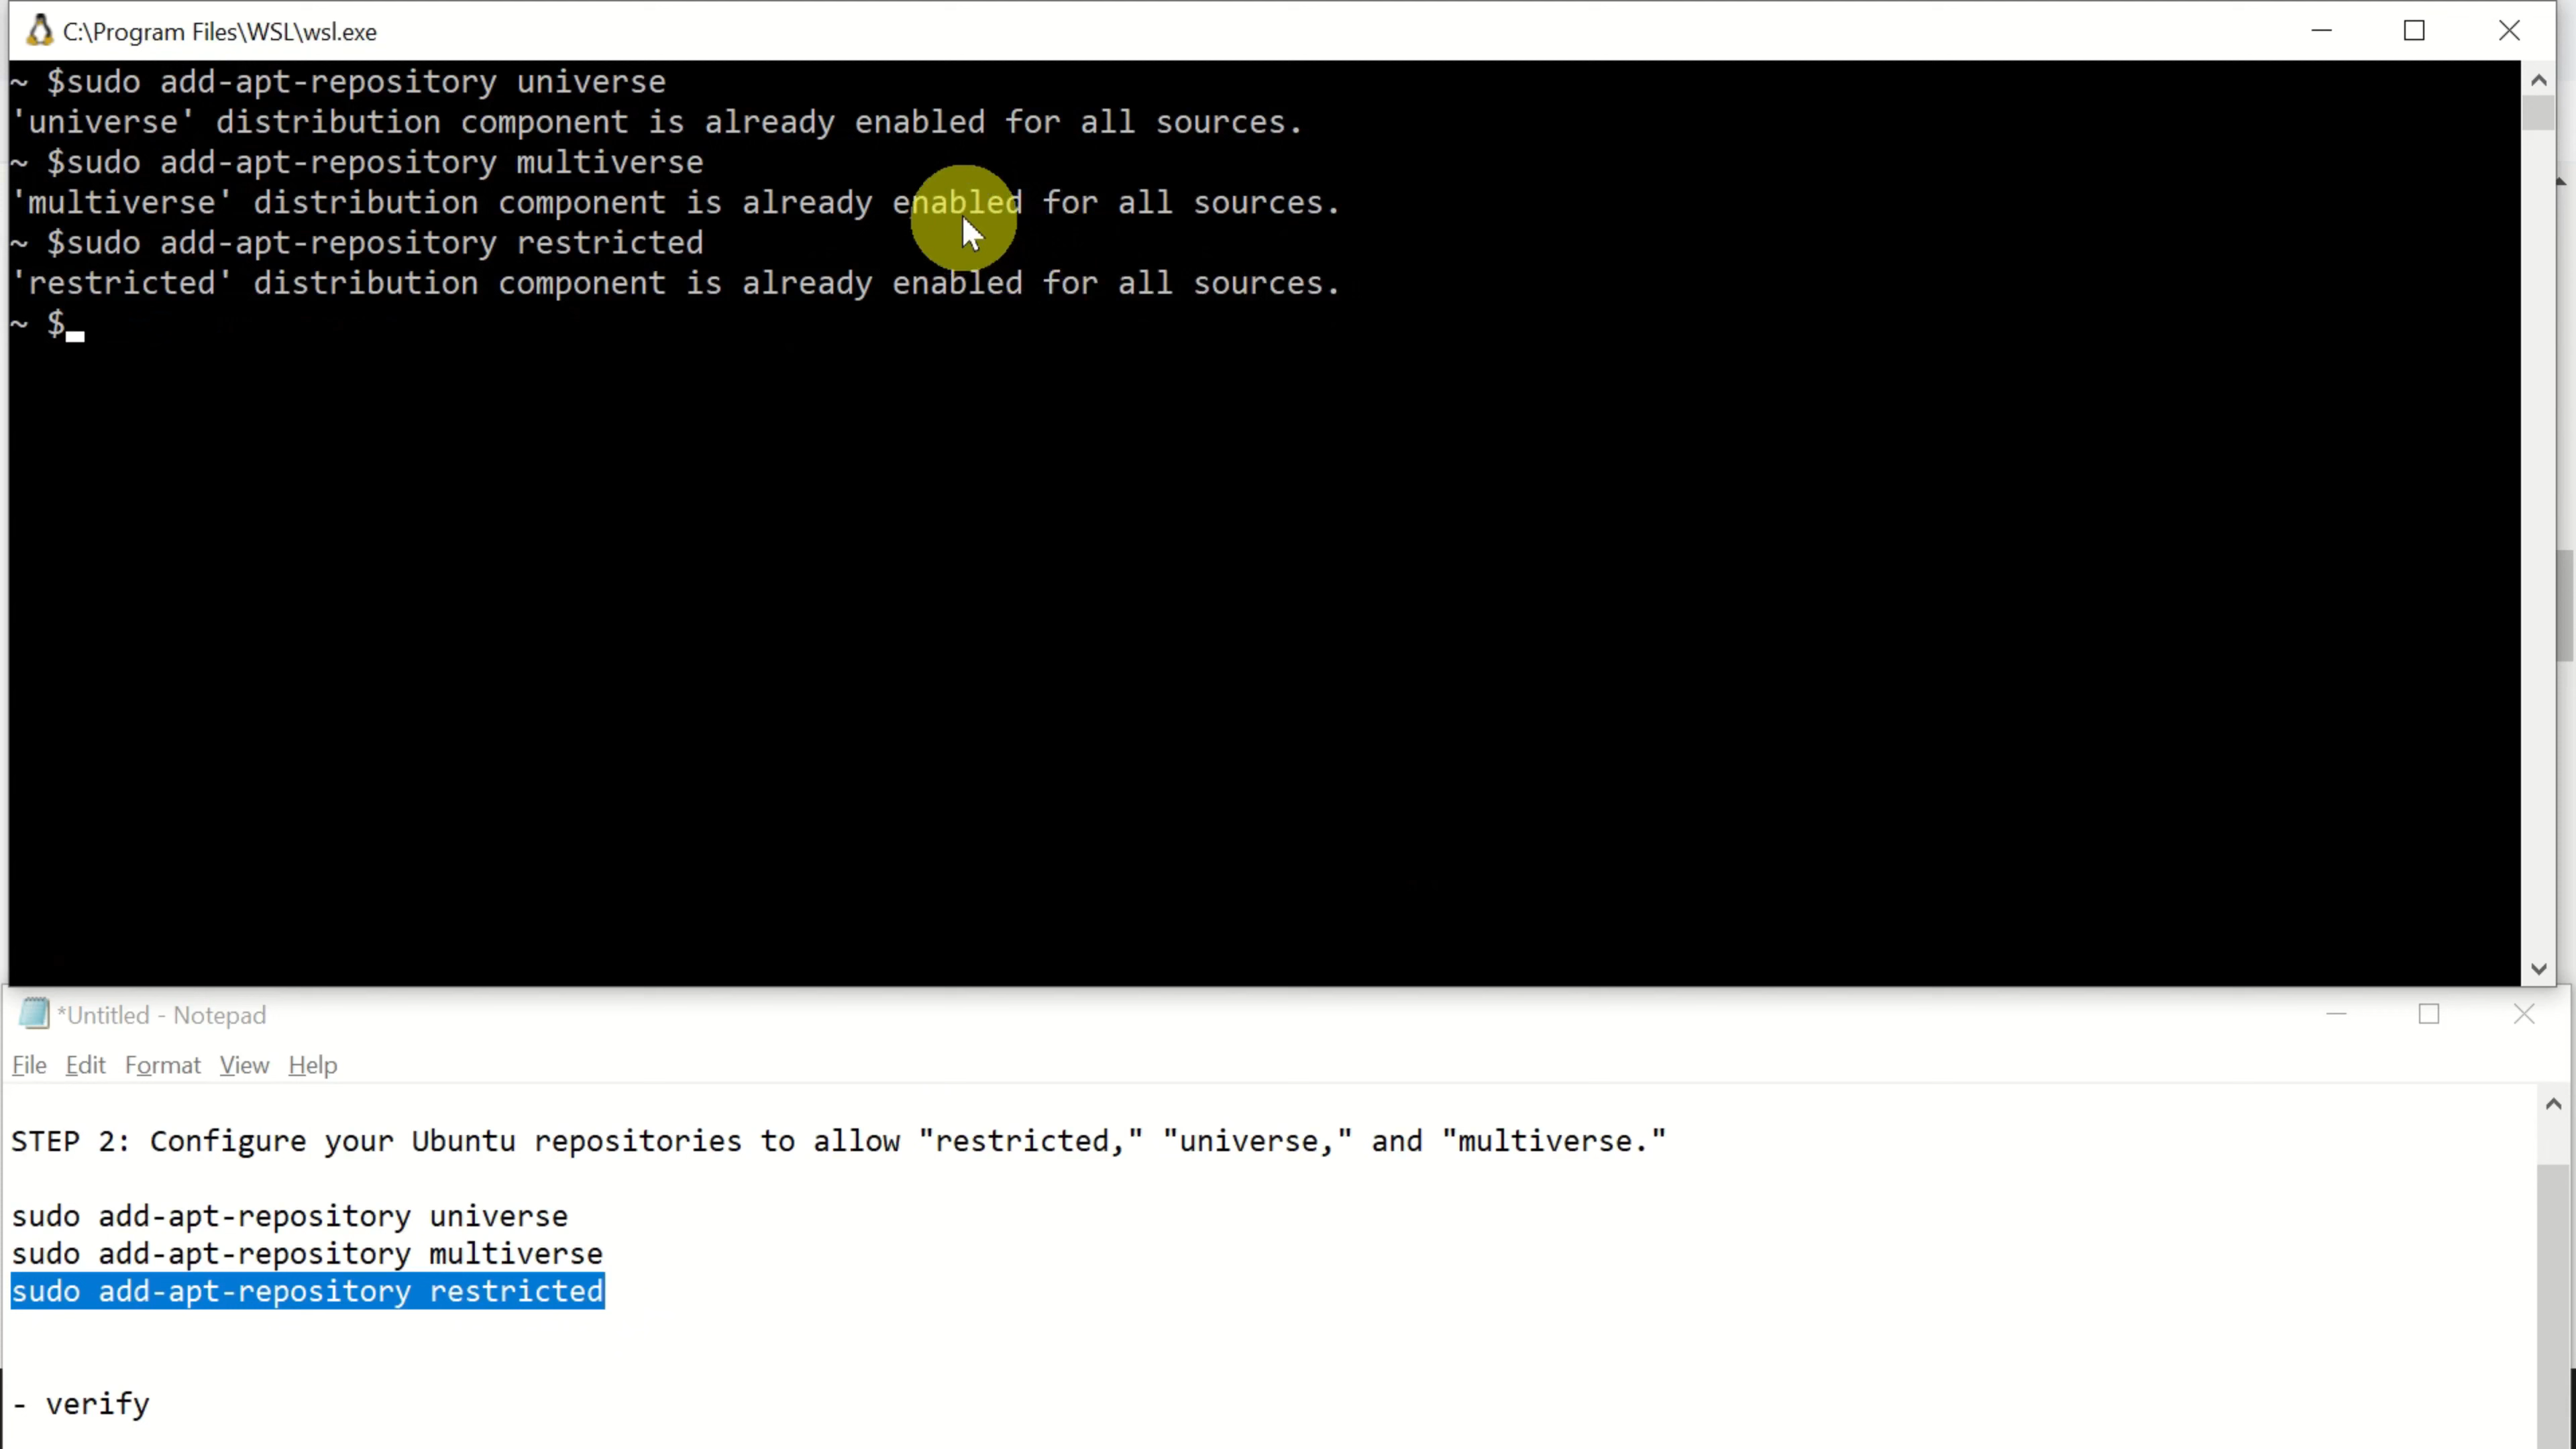 C:\Program Files\WSL\wsl.exe
~ $sudo add-apt-repository universe
'universe' distribution component is already enabled for all sources.
~ $sudo add-apt-repository multiverse
'multiverse' distribution component is already enabled for all sources.
~ $sudo add-apt-repository restricted
'restricted' distribution component is already enabled for all sources.
~ $
*Untitled - Notepad
File Edit Format View Help
STEP 2: Configure your Ubuntu repositories to allow "restricted," "universe," and "multiverse."
sudo add-apt-repository universe
sudo add-apt-repository multiverse
sudo add-apt-repository restricted
- verify